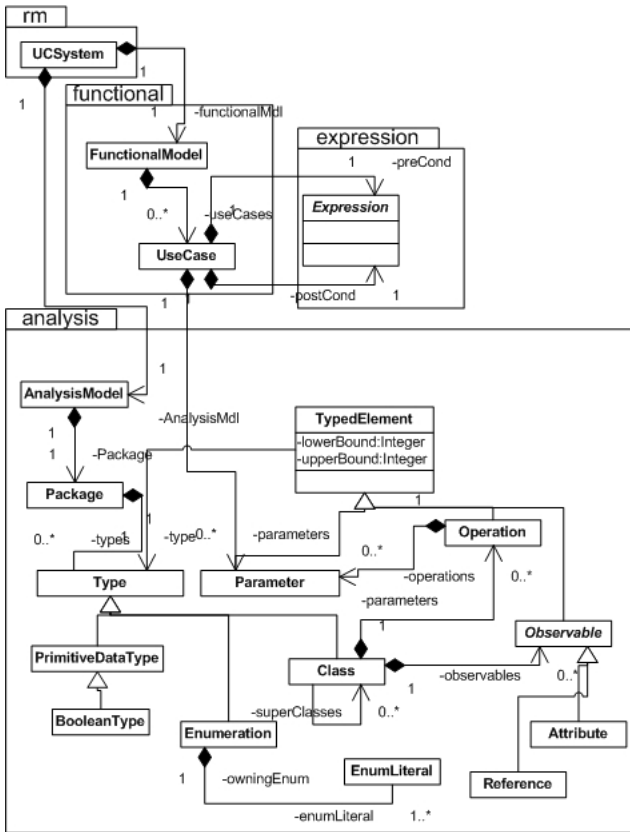 rm
UCSystem
1
1
functional
1
-functionalMdl
expression
FunctionalModel
1
-preCond
1
Expression
0..*
-useCases
1
UseCase
1
1
-postCond
1
analysis
1
AnalysisModel
-AnalysisMdl
TypedElement
1
-lowerBound:Integer
1
-Package
-upperBound:Integer
Package
1
1
Operation
0..*
-types
1
-type
0..*
-parameters
0..*
-operations
0..*
Type
Parameter
-parameters
1
Observable
PrimitiveDataType
Class
1
-observables
0..*
BooleanType
-superClasses
0..*
Enumeration
Attribute
1
-owningEnum
EnumLiteral
Reference
-enumLiteral
1..*